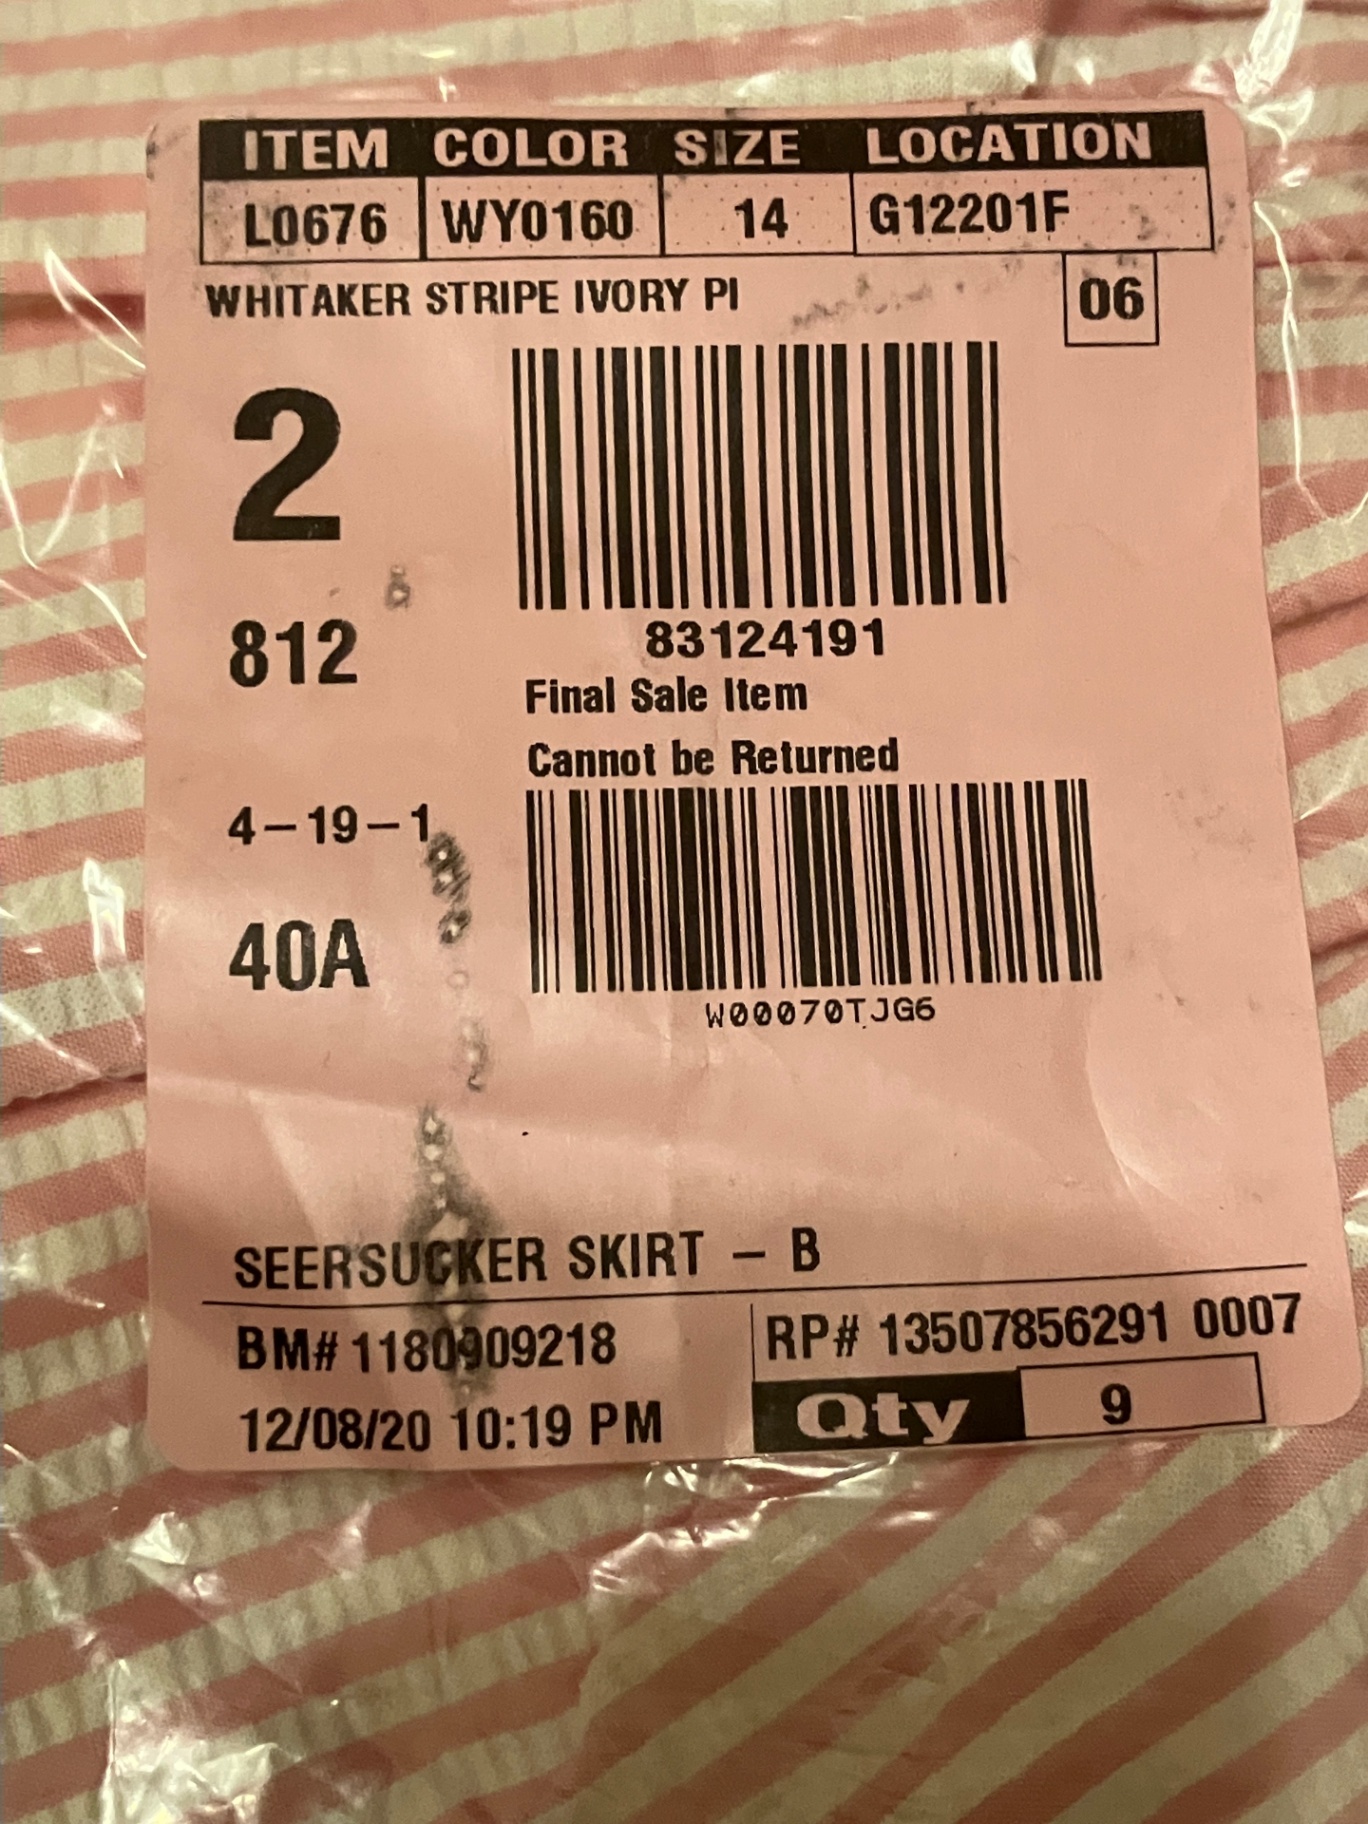 ITEM COLOR SIZE LOCATION
L0676 WY0160 14 G12201F
WHITAKER STRIPE IVORY PI 06
2
812
83124191
Final Sale Item
Cannot be Returned
4-19-1
40A
W00070TJG6
SEERSUCKER SKIRT - B
BM# 1180909218 RP# 13507856291 0007
12/08/20 10:19 PM Qty 9